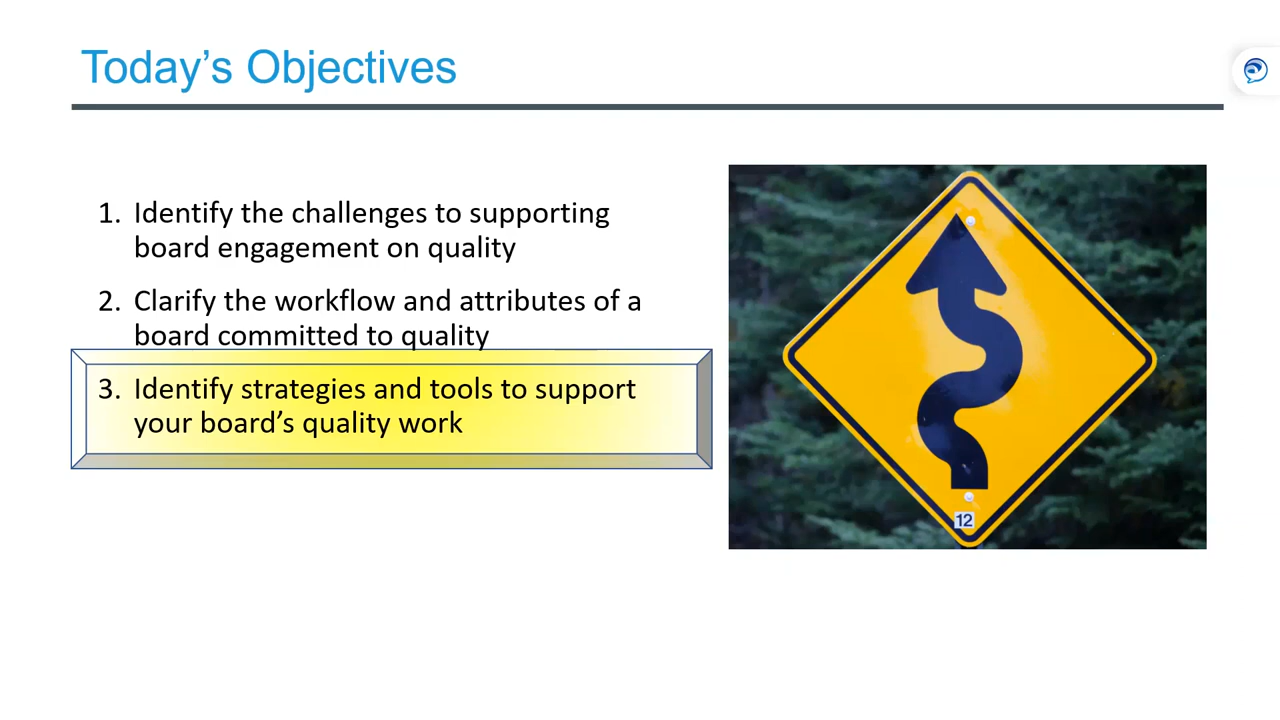 Today’s Objectives
1. Identify the challenges to supporting
board engagement on quality
2. Clarify the workflow and attributes of a
board committed to quality
3. Identify strategies and tools to support
your board’s quality work
12